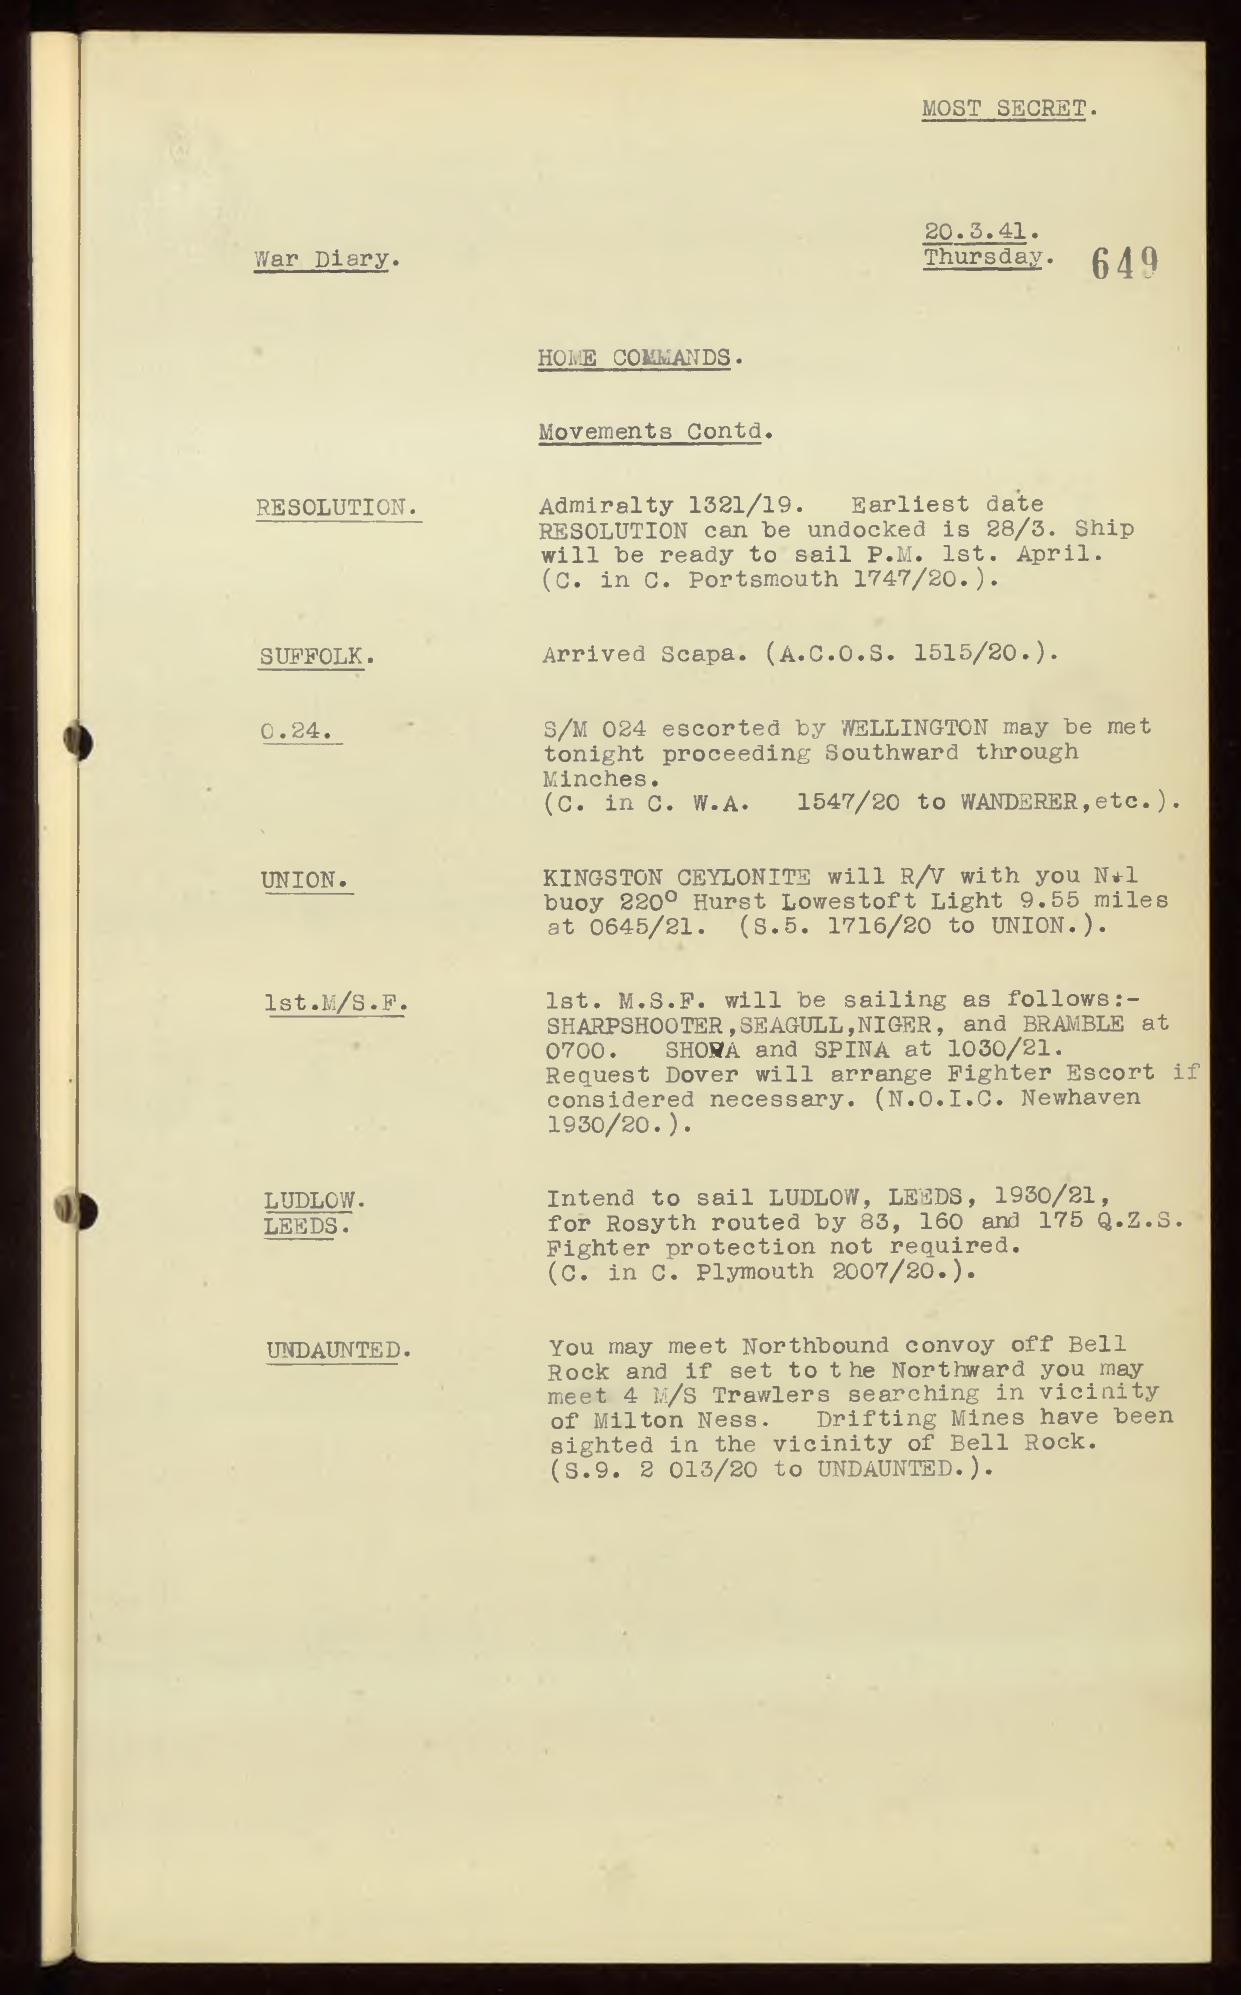 MOST SECRET.
20.3.41.
War Diary. Thursday. 649
HOME COMMANDS.
Movements Contd.
RESOLUTION. Admiralty 1321/19. Earliest date
RESOLUTION can be undocked is 28/3. Ship
will be ready to sail P.M. 1st. April.
(C. in C. Portsmouth 1747/20.).
SUFFOLK. Arrived Scapa. (A.C.O.S. 1515/20.).
O.24. S/M O24 escorted by WELLINGTON may be met
tonight proceeding Southward through
Minches.
(C. in C. W.A. 1547/20 to WANDERER,etc.).
UNION. KINGSTON CEYLONITE will R/V with you
buoy 220° Hurst Lowestoft Light 9.55 miles
at 0645/21. (S.5. 1716/20 to UNION.).
1st.M/S.F. 1st. M.S.F. will be sailing as follows:-
SHARPSHOOTER,SEAGULL,NIGER, and BRAMBLE at
0700. and SPINA at 1030/21.
Request Dover will arrange Fighter Escort if
considered necessary. (N.O.I.C. Newhaven
1930/20.).
LUDLOW. Intend to sail LUDLOW, LEEDS, 1930/21,
LEEDS. for Rosyth routed by 83, 160 and 175 Q.Z.S.
Fighter protection not required.
(C. in C. Plymouth 2007/20.).
UNDAUNTED. You may meet Northbound convoy off Bell
Rock and if set to t he Northward you may
meet 4 M/S Trawlers searching in vicinity
of Milton Ness. Drifting Mines have been
sighted in the vicinity of Bell Rock.
(S.9. 2 013/20 to UNDAUNTED.).